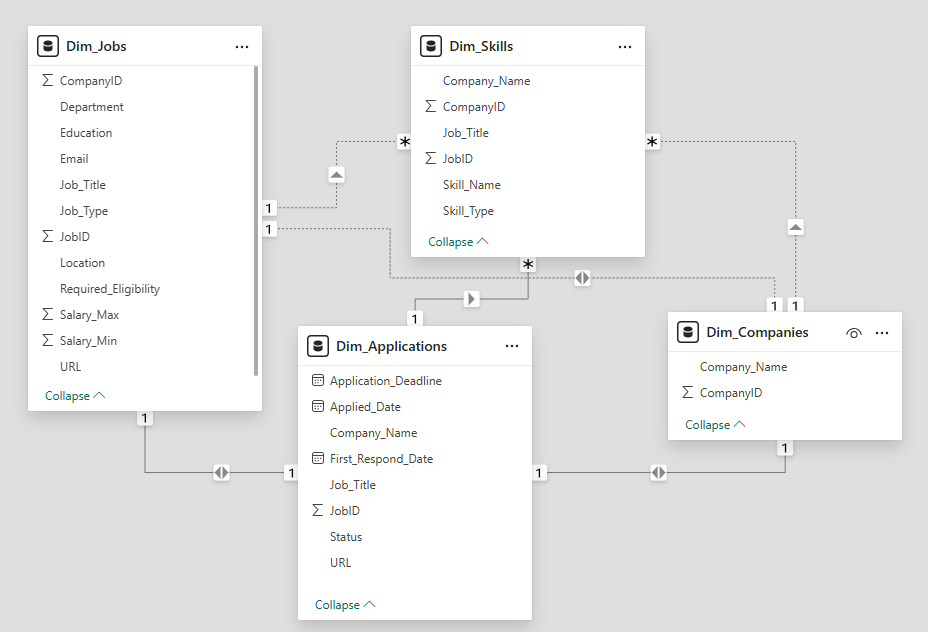 Dim_Jobs
CompanyID
Department
Education
Email
Job_Title
Job_Type
JobID
Location
Required_Eligibility
Salary_Max
Salary_Min
URL
Collapse
Dim_Skills
Company_Name
CompanyID
Job_Title
JobID
Skill_Name
Skill_Type
Collapse
*
*
*
1
1
1
1
1
Dim_Applications
Application_Deadline
Applied_Date
Company_Name
First_Respond_Date
Job_Title
JobID
Status
URL
Collapse
Dim_Companies
Company_Name
CompanyID
Collapse
1
1
1
1